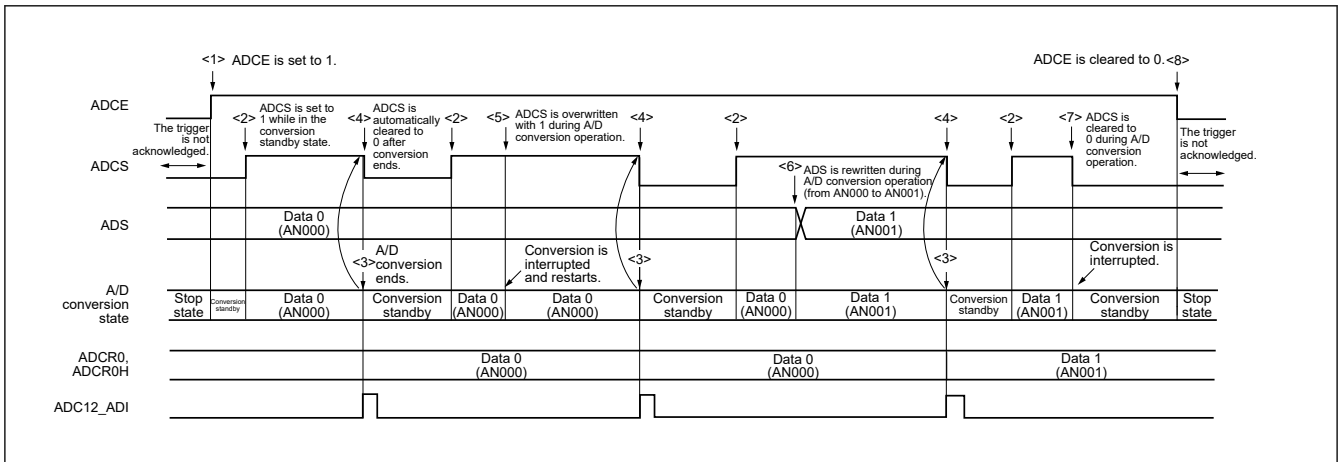 <1> ADCE is set to 1.
ADCE is cleared to 0.<8>
ADCE
The trigger
is not
acknowledged.
<2>
ADCS is set to
1 while in the
conversion
standby state.
<4>
ADCS is
automatically
cleared to
0 after
conversion
ends.
<2>
<5>
ADCS is overwritten
with 1 during A/D
conversion operation.
<4>
<2>
<4>
<2>
<7>
ADCS is
cleared to
0 during A/D
conversion
operation.
The trigger
is not
acknowledged.
ADCS
<6>
ADS is rewritten during
A/D conversion operation
(from AN000 to AN001).
ADS
Data 0
(AN000)
Data 1
(AN001)
<3>
A/D
conversion
ends.
Conversion is
interrupted
and restarts.
<3>
<3>
Conversion is
interrupted.
A/D
conversion
state
Stop
state
Conversion
standby
Data 0
(AN000)
Conversion
standby
Data 0
(AN000)
Data 0
(AN000)
Conversion
standby
Data 0
(AN000)
Data 1
(AN001)
Conversion
standby
Data 1
(AN001)
Conversion
standby
Stop
state
ADCR0,
ADCR0H
Data 0
(AN000)
Data 0
(AN000)
Data 1
(AN001)
ADC12_ADI